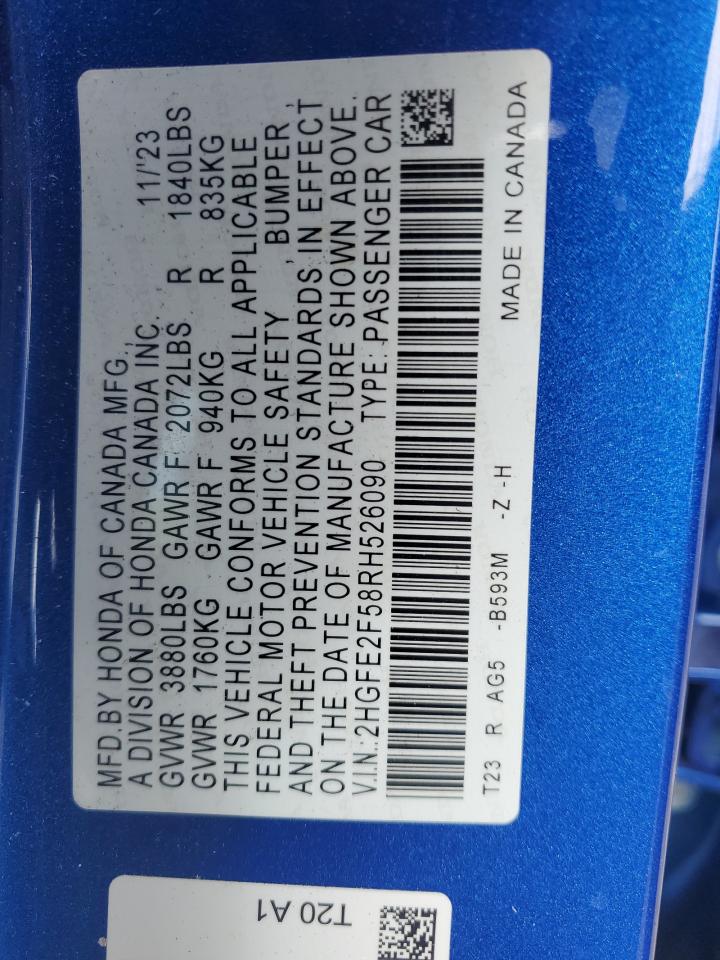 MFD.BY HONDA OF CANADA MFG., 11/'23
A DIVISION OF HONDA CANADA INC.
GVWR 3880LBS GAWR F 2072LBS R 1840LBS
GVWR 1760KG GAWR F 940KG R 835KG
THIS VEHICLE CONFORMS TO ALL APPLICABLE
FEDERAL MOTOR VEHICLE SAFETY , BUMPER ,
AND THEFT PREVENTION STANDARDS, IN EFFECT
ON THE DATE OF MANUFACTURE SHOWN ABOVE.
V.I.N.:2HGFE2F58RH526090 TYPE: PASSENGER CAR
T23 R AG5 -B593M -Z -H
MADE IN CANADA
T20 A1